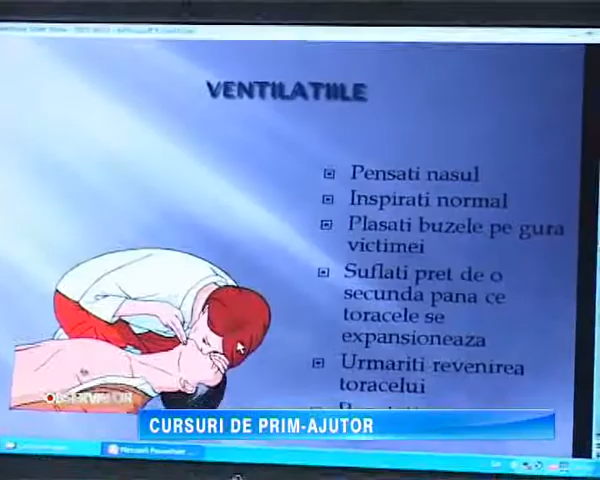 VENTILATIILE
Pensati nasul
Inspirati normal
Plasati buzele pe gura
victimei
Suflati pret de o
secunda pana ce
toracele se
expansioneaza
Urmariti revenirea
toracelui
OBSERVATOR
CURSURI DE PRIM-AJUTOR